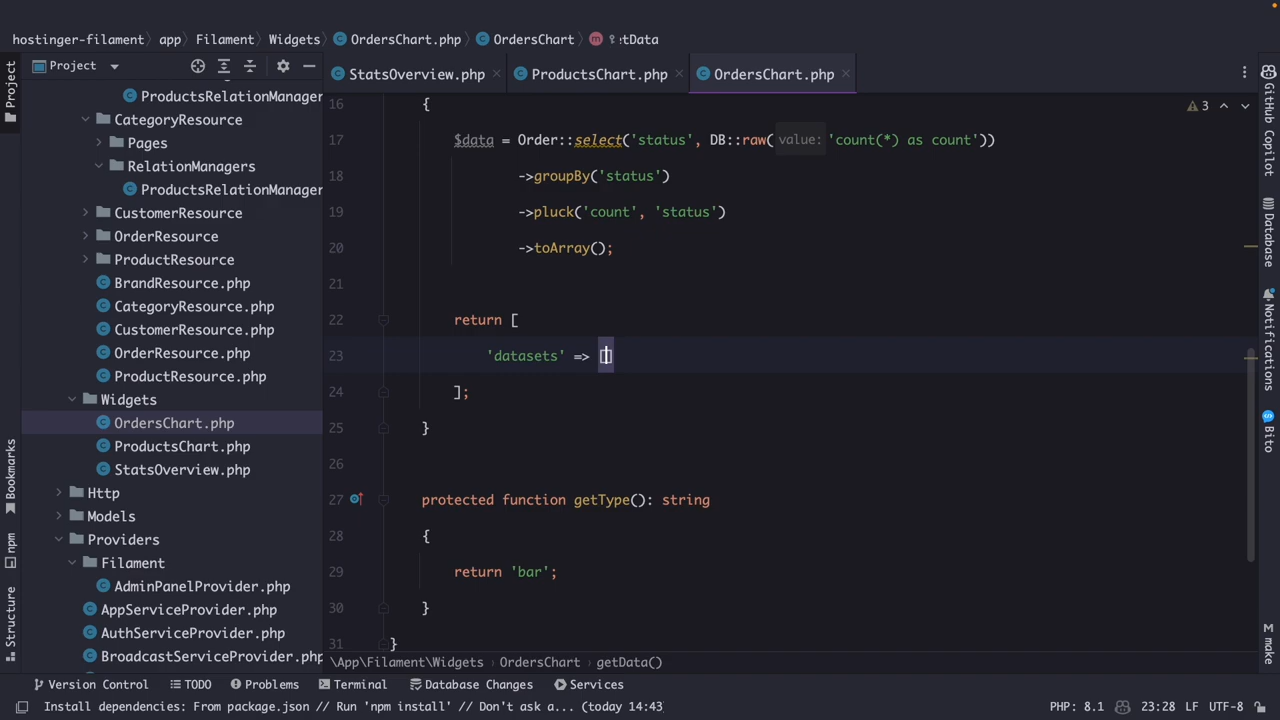 hostinger-filament app Filament Widgets OrdersChart.php OrdersChart m etData
Project
StatsOverview.php ProductsChart.php OrdersChart.php
Project
ProductsRelationManager
CategoryResource
Pages
RelationManagers
ProductsRelationManager
CustomerResource
OrderResource
ProductResource
BrandResource.php
CategoryResource.php
CustomerResource.php
OrderResource.php
ProductResource.php
Widgets
OrdersChart.php
ProductsChart.php
StatsOverview.php
Http
Models
Providers
Filament
AdminPanelProvider.php
AppServiceProvider.php
AuthServiceProvider.php
BroadcastServiceProvider.php
Bookmarks
npm
Structure
3
16 {
17 $data = Order::select('status', DB::raw( value: 'count(*) as count'))
18 ->groupBy('status')
19 ->pluck('count', 'status')
20 ->toArray();
21
22 return [
23 'datasets' => []
24 ];
25 }
26
27 protected function getType(): string
28 {
29 return 'bar';
30 }
31 }
GitHub Copilot
Database
Notifications
Bito
make
\App\Filament\Widgets OrdersChart getData()
Version Control TODO Problems Terminal Database Changes Services
Install dependencies: From package.json // Run 'npm install' // Don't ask a... (today 14:43) PHP: 8.1 23:28 LF UTF-8